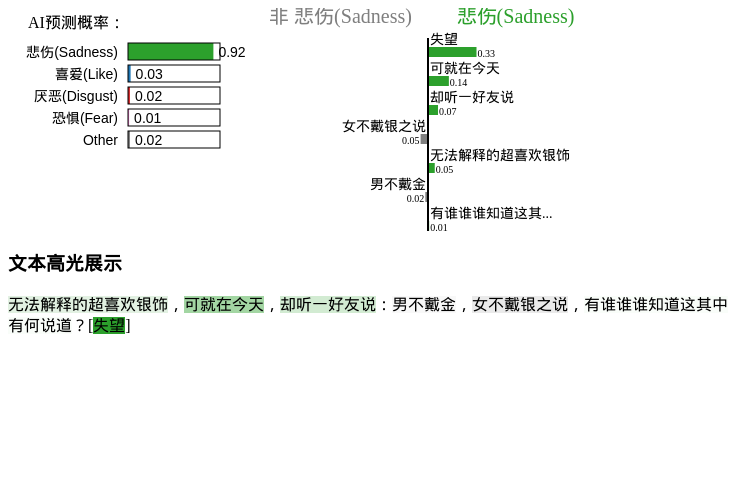 AI预测概率：
悲伤(Sadness) 0.92
喜爱(Like) 0.03
厌恶(Disgust) 0.02
恐惧(Fear) 0.01
Other 0.02
非 悲伤(Sadness) 悲伤(Sadness)
失望
0.33
可就在今天
0.14
却听一好友说
0.07
女不戴银之说
0.05
无法解释的超喜欢银饰
0.05
男不戴金
0.02
有谁谁谁知道这其...
0.01
文本高光展示
无法解释的超喜欢银饰，可就在今天，却听一好友说：男不戴金，女不戴银之说，有谁谁谁知道这其中
有何说道？[失望]